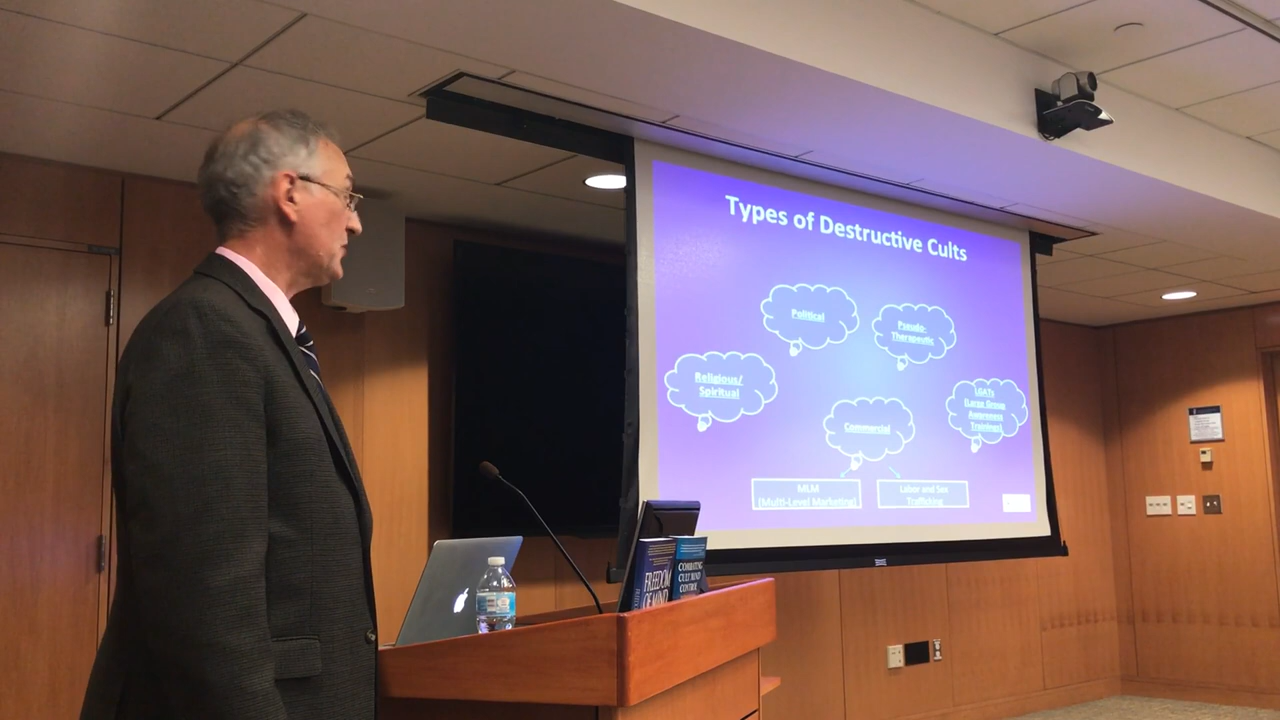 Types of Destructive Cults
Political
Pseudo-
Therapeutic
Religious/
Spiritual
LGATs
(Large Group
Awareness
Trainings)
Commercial
MLM
(Multi-Level Marketing)
Labor and Sex
Trafficking
FREEDOM
OF MIND
COMBATING
CULT MIND
CONTROL